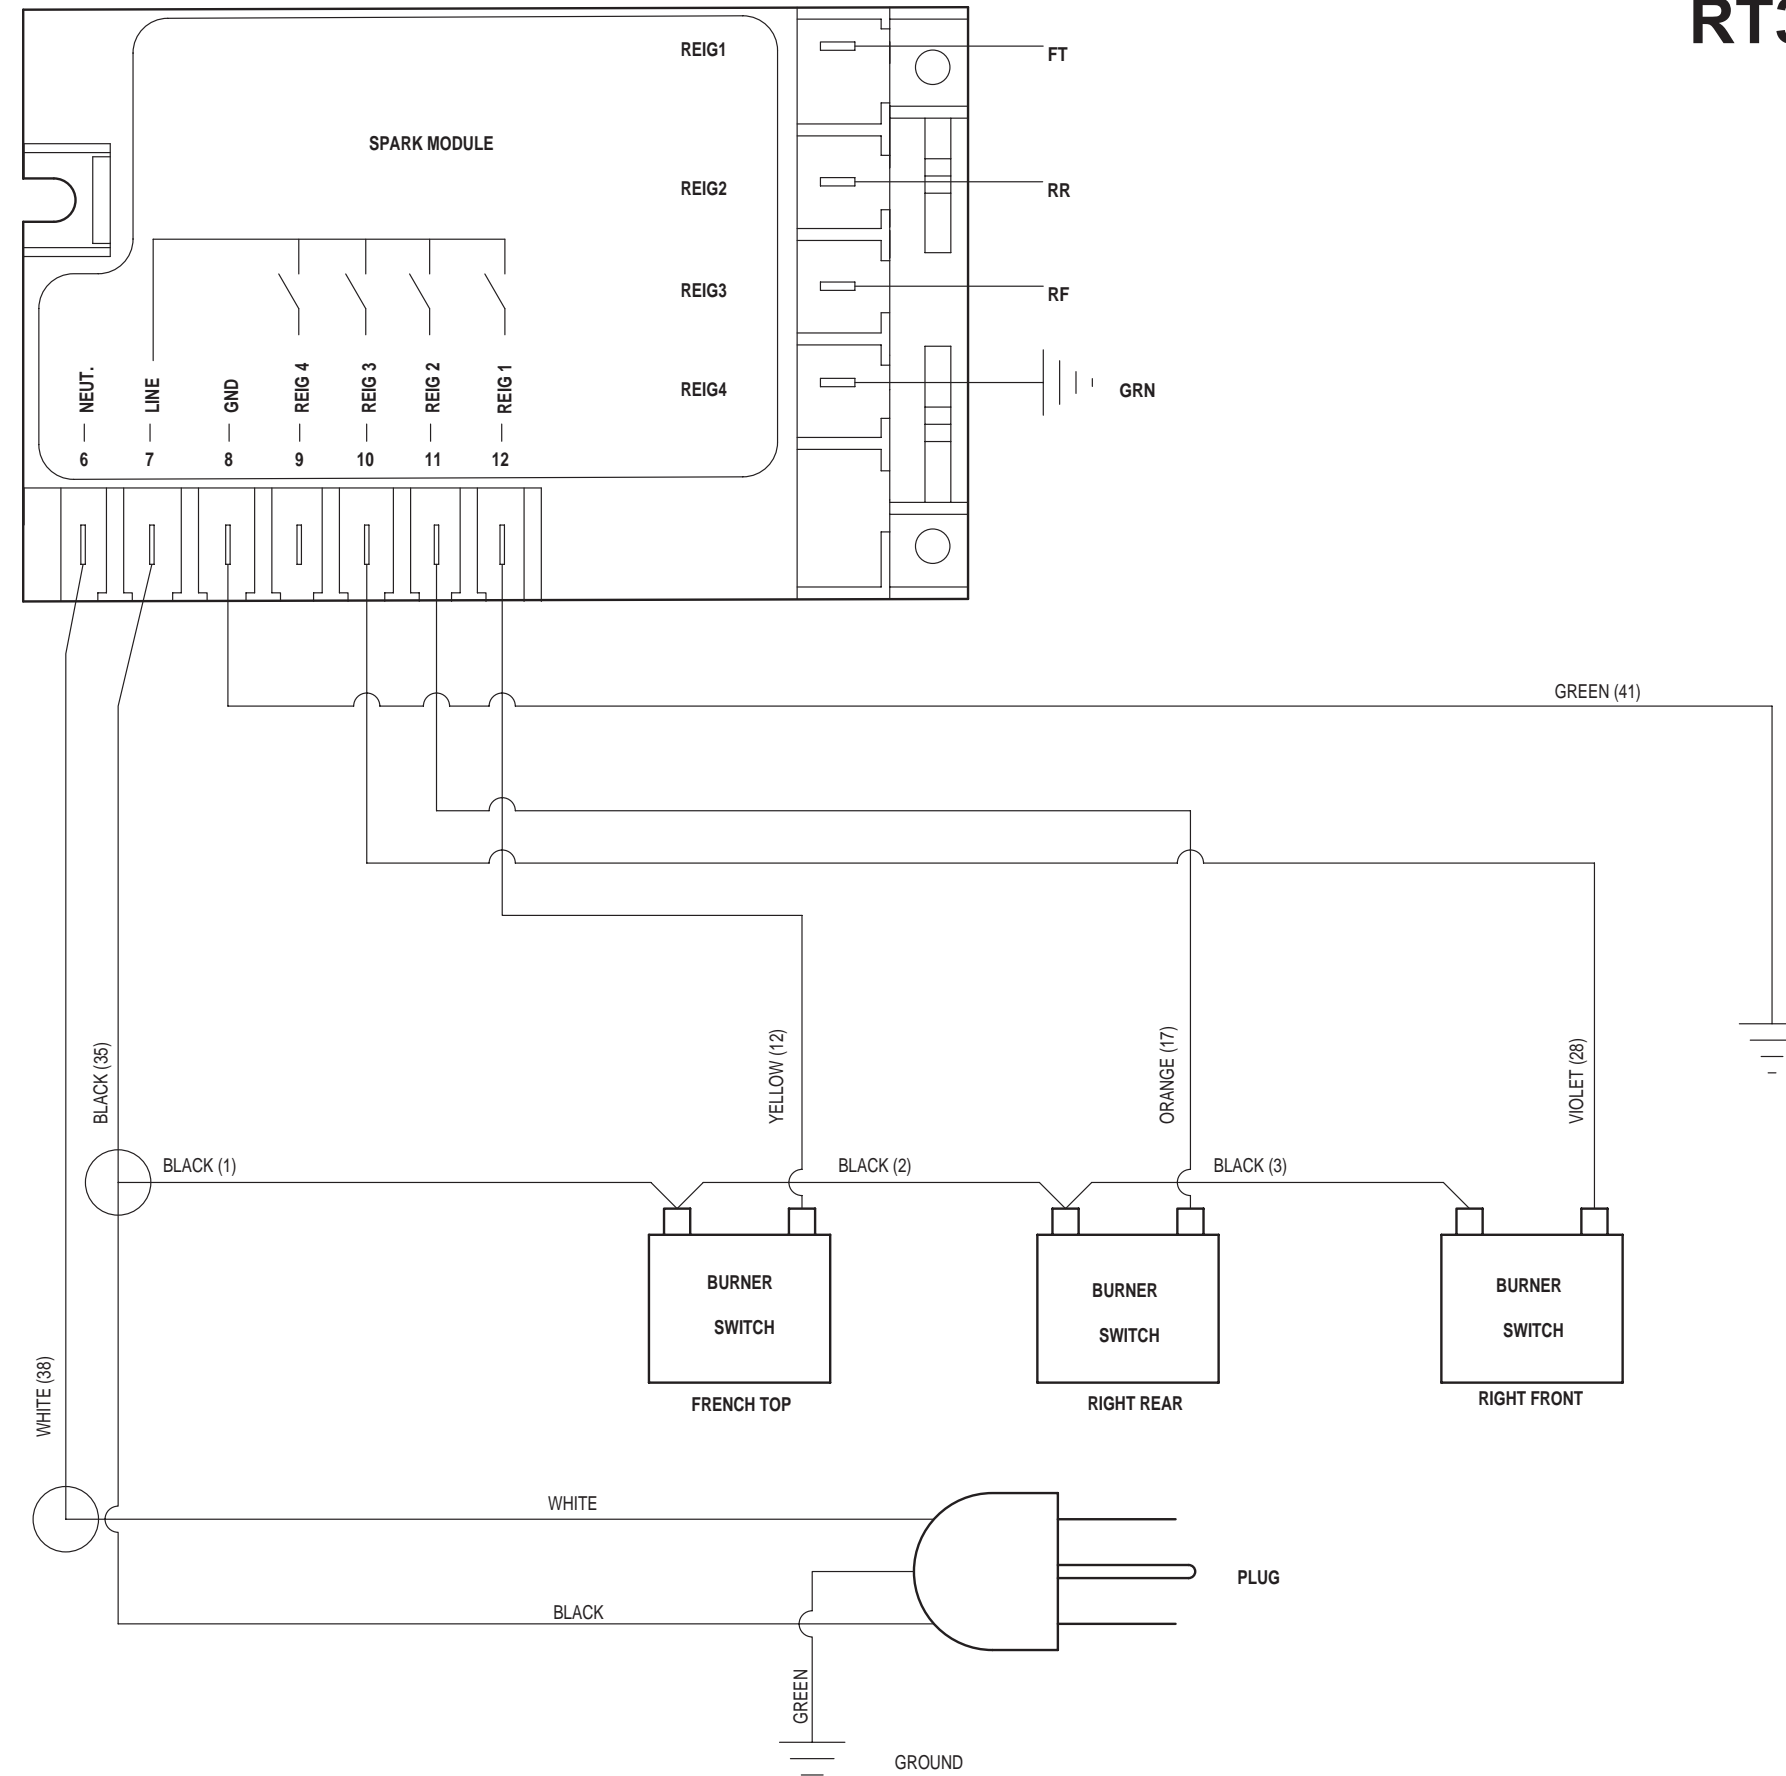 RT3
REIG1
FT
SPARK MODULE
REIG2
RR
REIG3
RF
REIG4
GRN
NEUT.
LINE
GND
REIG 4
REIG 3
REIG 2
REIG 1
6
7
8
9
10
11
12
GREEN (41)
BLACK (35)
YELLOW (12)
ORANGE (17)
VIOLET (28)
BLACK (1)
BLACK (2)
BLACK (3)
BURNER
SWITCH
FRENCH TOP
BURNER
SWITCH
RIGHT REAR
BURNER
SWITCH
RIGHT FRONT
WHITE (38)
WHITE
PLUG
BLACK
GREEN
GROUND